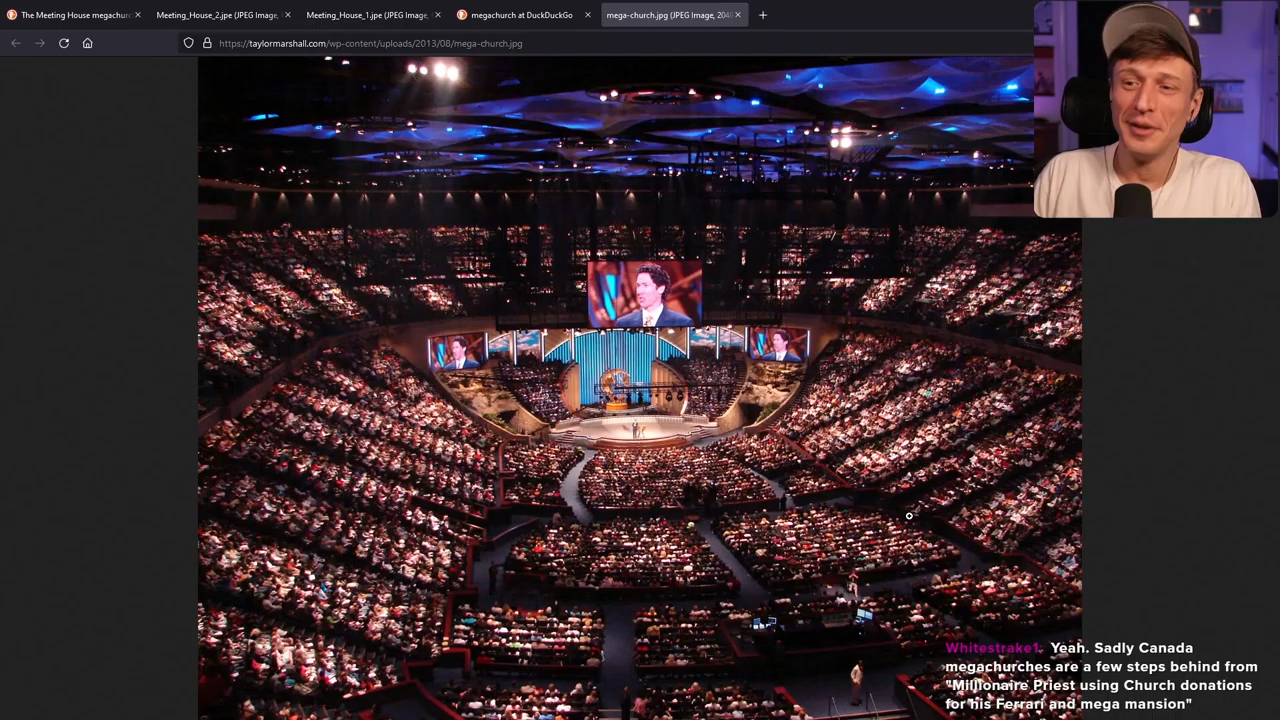 The Meeting House megachur
Meeting_House_2.jpe (JPEG Image,
Meeting_House_1.jpe (JPEG Image,
megachurch at DuckDuckGo
mega-church.jpg (JPEG Image, 204
https://taylormarshall.com/wp-content/uploads/2013/08/mega-church.jpg
Whitestrake1: Yeah. Sadly Canada
megachurches are a few steps behind from
"Millionaire Priest using Church donations
for his Ferrari and mega mansion"